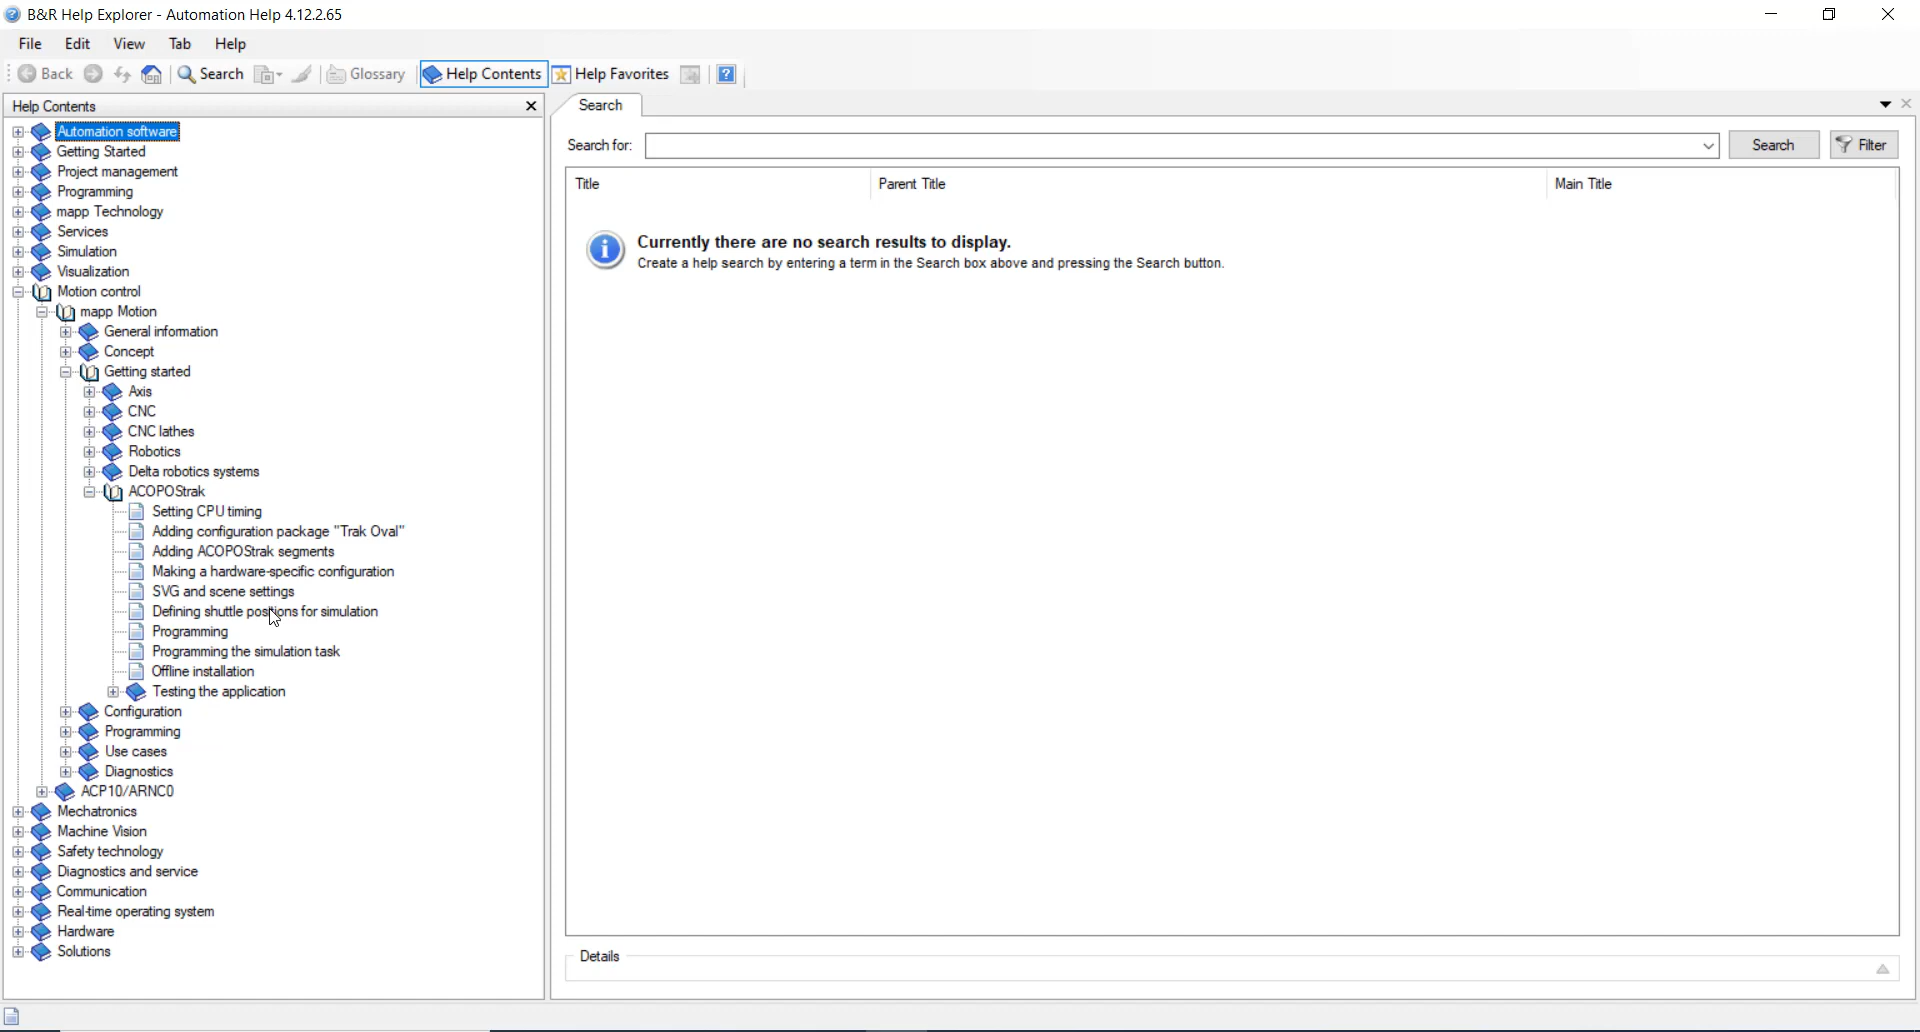 B&R Help Explorer - Automation Help 4.12.2.65
File Edit View Tab Help
Back Search Glossary Help Contents Help Favorites
Help Contents
Automation software
Getting Started
Project management
Programming
mapp Technology
Services
Simulation
Visualization
Motion control
mapp Motion
General information
Concept
Getting started
Axis
CNC
CNC lathes
Robotics
Delta robotics systems
ACOPOStrak
Setting CPU timing
Adding configuration package "Trak Oval"
Adding ACOPOStrak segments
Making a hardware-specific configuration
SVG and scene settings
Defining shuttle positions for simulation
Programming
Programming the simulation task
Offline installation
Testing the application
Configuration
Programming
Use cases
Diagnostics
ACP10/ARNC0
Mechatronics
Machine Vision
Safety technology
Diagnostics and service
Communication
Real-time operating system
Hardware
Solutions
Search
Search for: Search Filter
Title Parent Title Main Title
Currently there are no search results to display.
Create a help search by entering a term in the Search box above and pressing the Search button.
Details